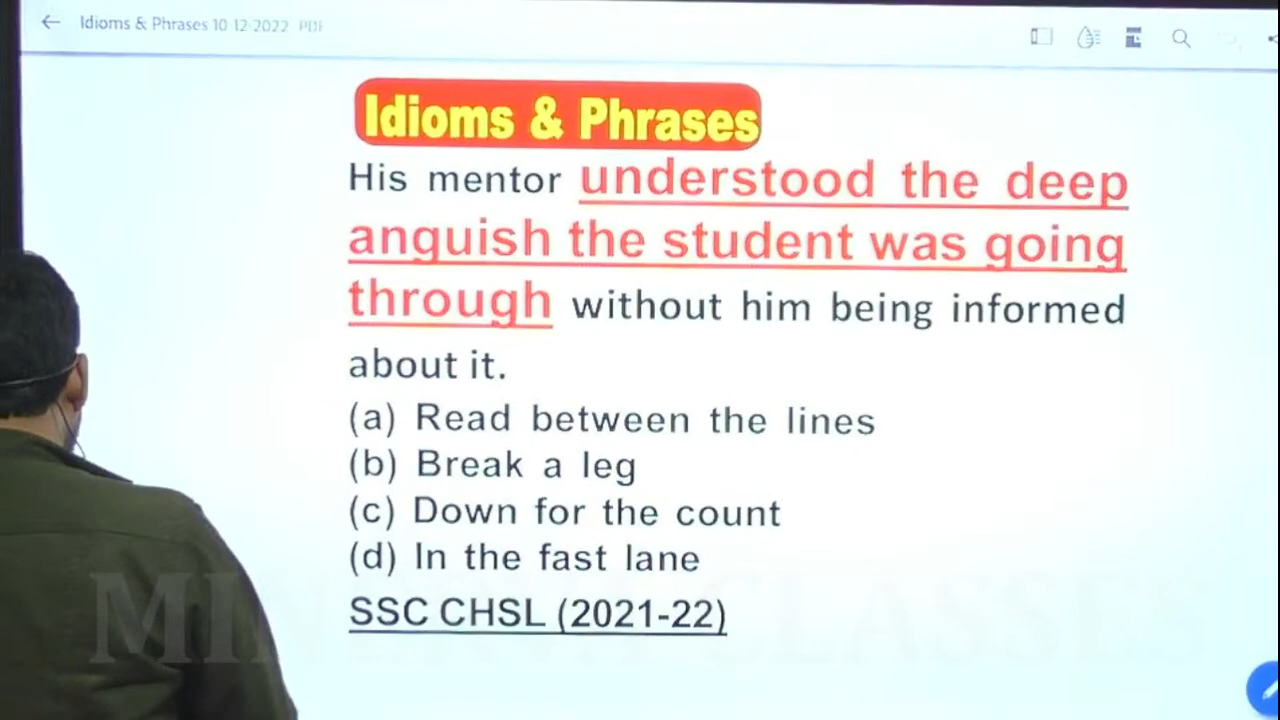 Idioms & Phrases 10-12-2022 PDF
Idioms & Phrases
His mentor understood the deep
anguish the student was going
through without him being informed
about it.
(a) Read between the lines
(b) Break a leg
(c) Down for the count
(d) In the fast lane
SSC CHSL (2021-22)
MINERVA CLASSES